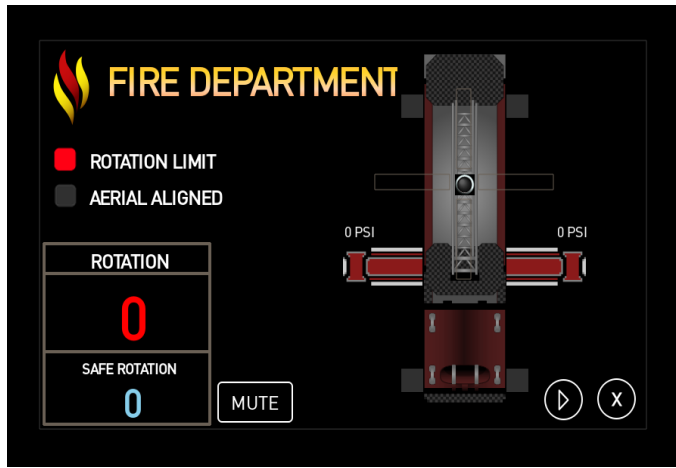 FIRE DEPARTMENT
ROTATION LIMIT
AERIAL ALIGNED
0 PSI
0 PSI
ROTATION
0
SAFE ROTATION
0
MUTE
X